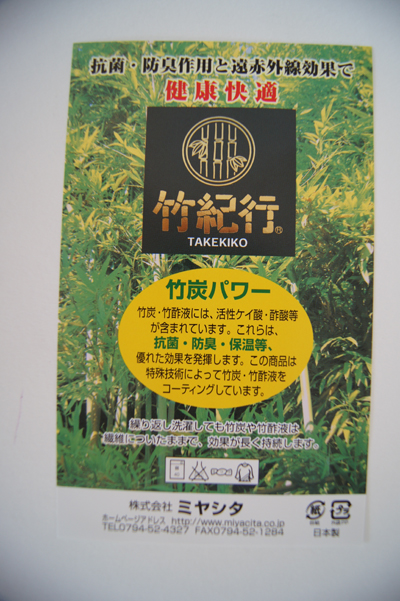 抗菌・防臭作用と遠赤外線効果で
健康快適
竹紀行®
TAKEKIKO
竹炭パワー
竹炭・竹酢液には、活性ケイ酸・酢酸等
が含まれています。これらは、
抗菌・防臭・保温等、
優れた効果を発揮します。この商品は
特殊技術によって竹炭・竹酢液を
コーティングしています。
繰り返し洗濯しても竹炭や竹酢液は
繊維についたままで、効果が長く持続します。
株式会社 ミヤシタ
ホームページアドレス http://www.miyacita.co.jp
TEL0794-52-4327 FAX0794-52-1284
紙
プラ
日本製